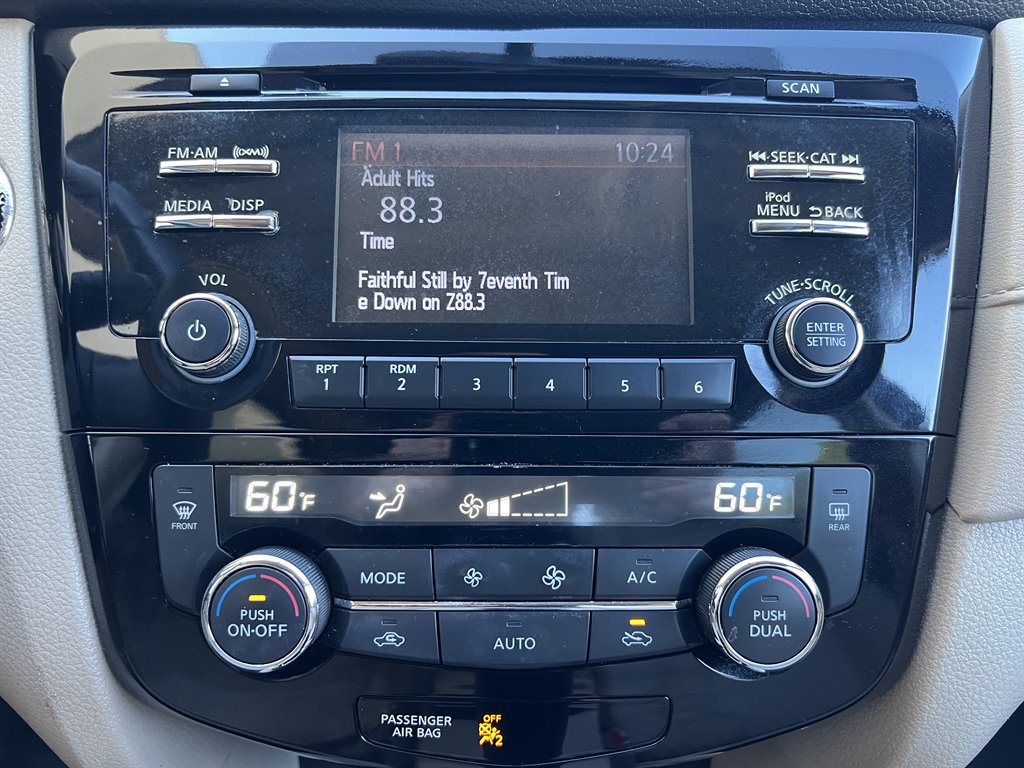 SCAN
FM·AM ((XM))
SEEK·CAT
MEDIA DISP
iPod
MENU BACK
FM 1 10:24
Adult Hits
88.3
Time
Faithful Still by 7eventh Tim
e Down on Z88.3
VOL
TUNE·SCROLL
ENTER
SETTING
RPT RDM
1 2 3 4 5 6
60°F 60°F
FRONT
REAR
MODE A/C
PUSH
ON·OFF
AUTO
PUSH
DUAL
PASSENGER
AIR BAG
OFF
2